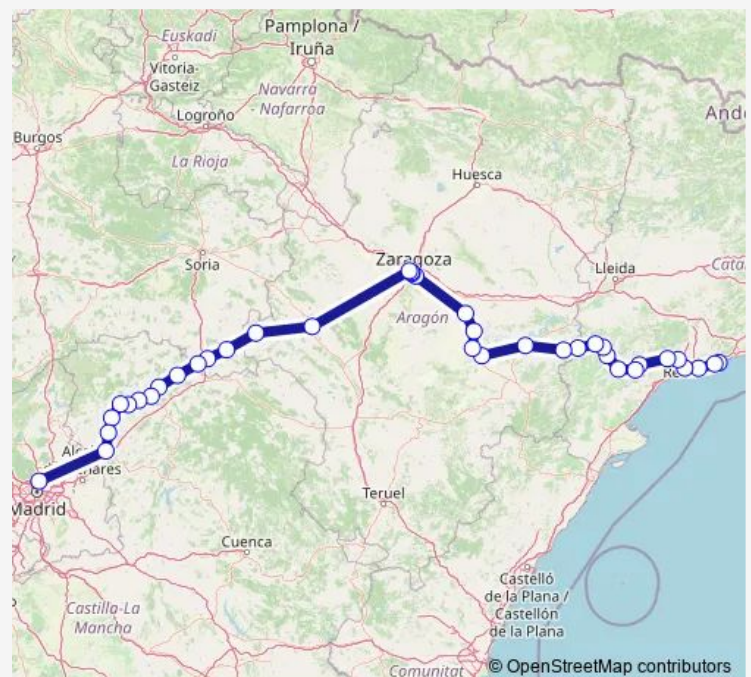 Pamplona /
Iruña
Euskadi
Vitoria-
Gasteiz
Navarra
- Nafarroa
Logroño
Burgos
La Rioja
Huesca
Soria
Zaragoza
Lleida
Aragón
Madrid
Teruel
Cuenca
Castelló
de la Plana /
Castellón
de la Plana
Castilla-La
Mancha
Comunitat
© OpenStreetMap contributors